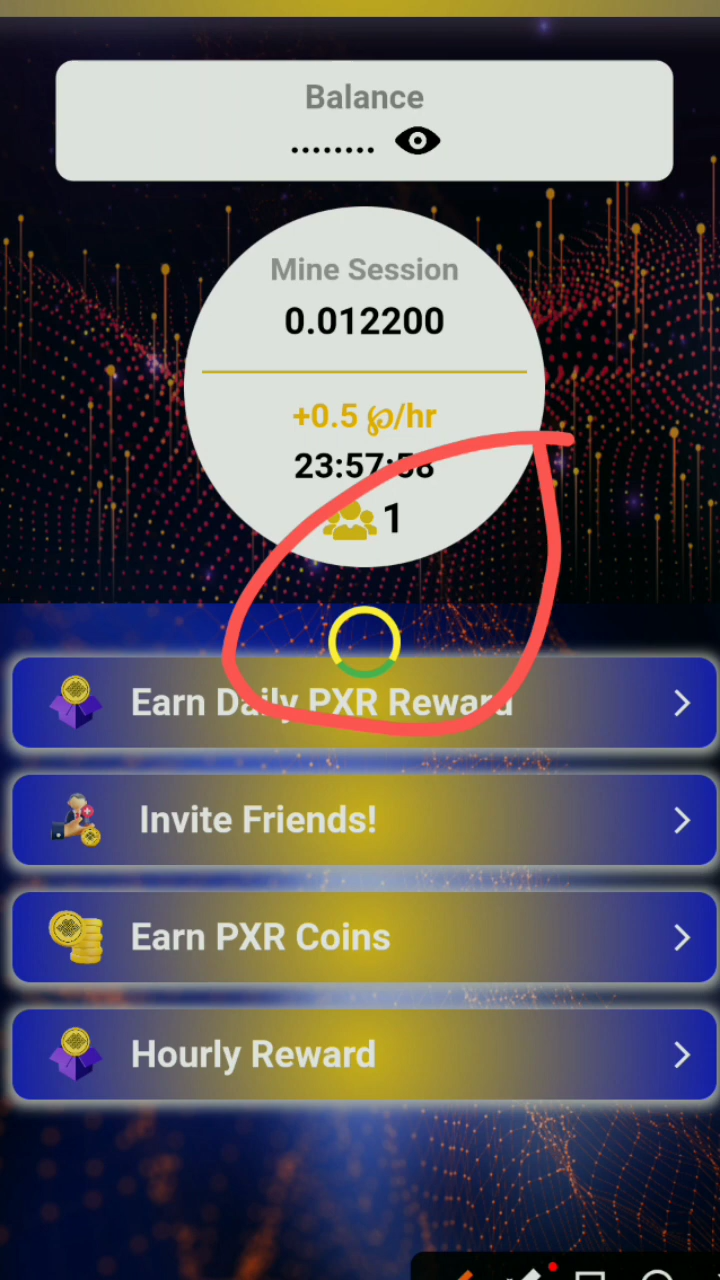 Balance
........
Mine Session
0.012200
+0.5 ℘/hr
23:57:58
1
Earn Daily PXR Reward
Invite Friends!
Earn PXR Coins
Hourly Reward